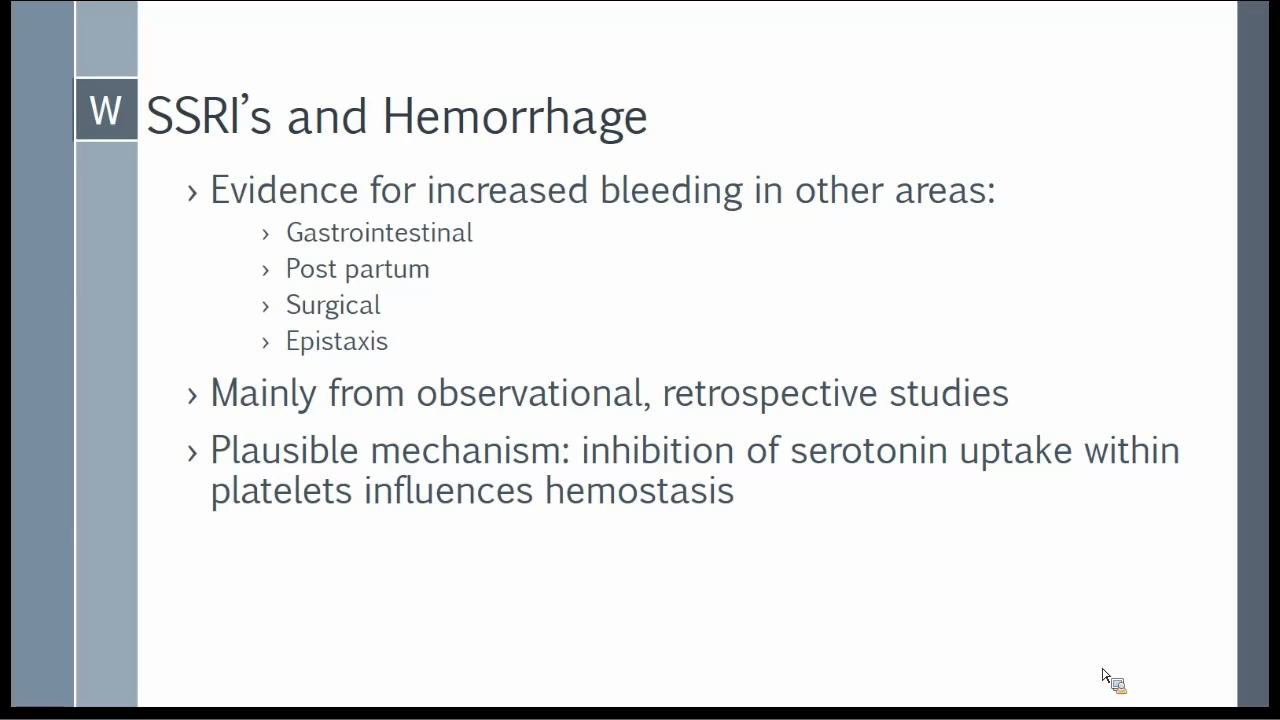 W
SSRI's and Hemorrhage
› Evidence for increased bleeding in other areas:
› Gastrointestinal
› Post partum
› Surgical
› Epistaxis
› Mainly from observational, retrospective studies
› Plausible mechanism: inhibition of serotonin uptake within
platelets influences hemostasis